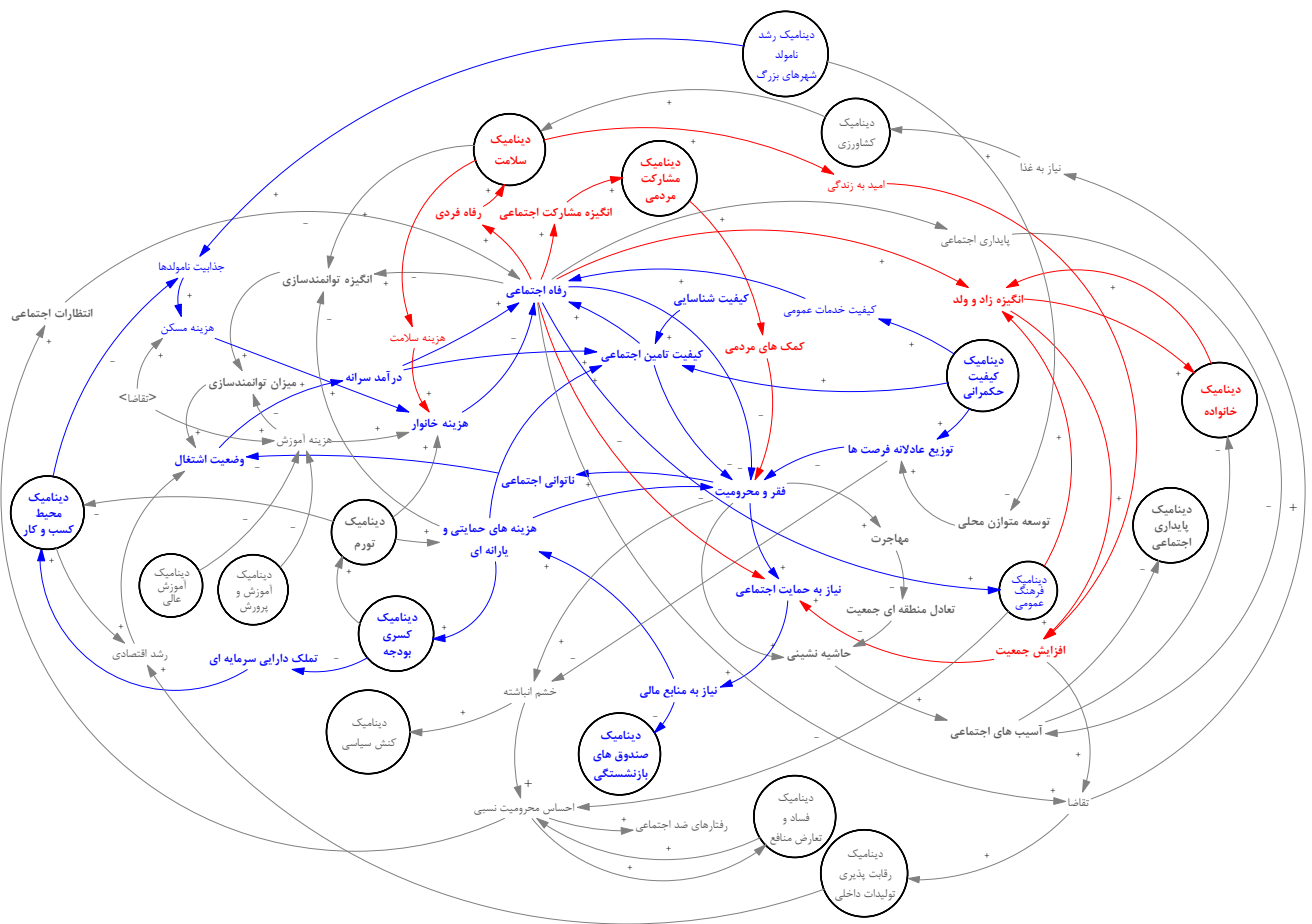 دینامیک رشد
نامولد
شهرهای بزرگ
دینامیک
کشاورزی
دینامیک
سلامت
دینامیک
مشارکت
مردمی
نیاز به غذا
امید به زندگی
رفاه فردی
انگیزه مشارکت اجتماعی
پایداری اجتماعی
جذابیت نامولدها
انگیزه توانمندسازی
رفاه اجتماعی
کیفیت شناسایی
کیفیت خدمات عمومی
انگیزه زاد و ولد
انتظارات اجتماعی
هزینه مسکن
هزینه سلامت
کیفیت تامین اجتماعی
کمک های مردمی
دینامیک
کیفیت
حکمرانی
دینامیک
خانواده
درآمد سرانه
میزان توانمندسازی
<تقاضا>
هزینه خانوار
هزینه آموزش
وضعیت اشتغال
توزیع عادلانه فرصت ها
ناتوانی اجتماعی
فقر و محرومیت
دینامیک
محیط
کسب و کار
دینامیک
تورم
هزینه های حمایتی و
یارانه ای
مهاجرت
توسعه متوازن محلی
دینامیک
پایداری
اجتماعی
دینامیک
آموزش
عالی
دینامیک
آموزش و
پرورش
نیاز به حمایت اجتماعی
تعادل منطقه ای جمعیت
دینامیک
فرهنگ
عمومی
دینامیک
کسری
بودجه
رشد اقتصادی
تملک دارایی سرمایه ای
حاشیه نشینی
افزایش جمعیت
خشم انباشته
نیاز به منابع مالی
دینامیک
کنش سیاسی
دینامیک
صندوق های
بازنشستگی
آسیب های اجتماعی
احساس محرومیت نسبی
رفتارهای ضد اجتماعی
دینامیک
فساد و
تعارض منافع
تقاضا
دینامیک
رقابت پذیری
تولیدات داخلی